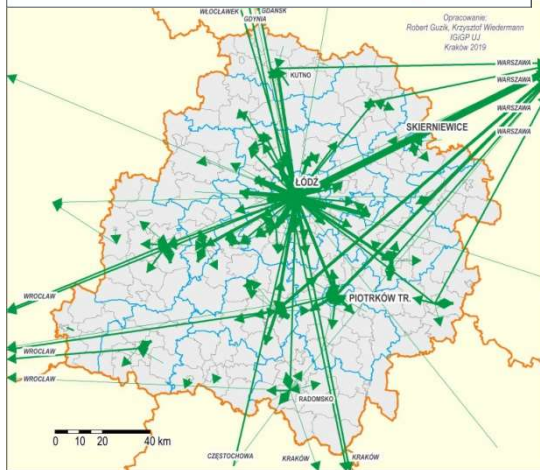 WŁOCŁAWEK
GDAŃSK
GDYNIA
Opracowanie:
Robert Guzik, Krzysztof Wiedermann
IGiGP UJ
Kraków 2019
WARSZAWA
KUTNO
WARSZAWA
WARSZAWA
SKIERNIEWICE
WARSZAWA
ŁÓDŹ
WROCŁAW
PIOTRKÓW TR.
WROCŁAW
WROCŁAW
RADOMSKO
0 10 20 40 km
CZĘSTOCHOWA
KRAKÓW
KRAKÓW